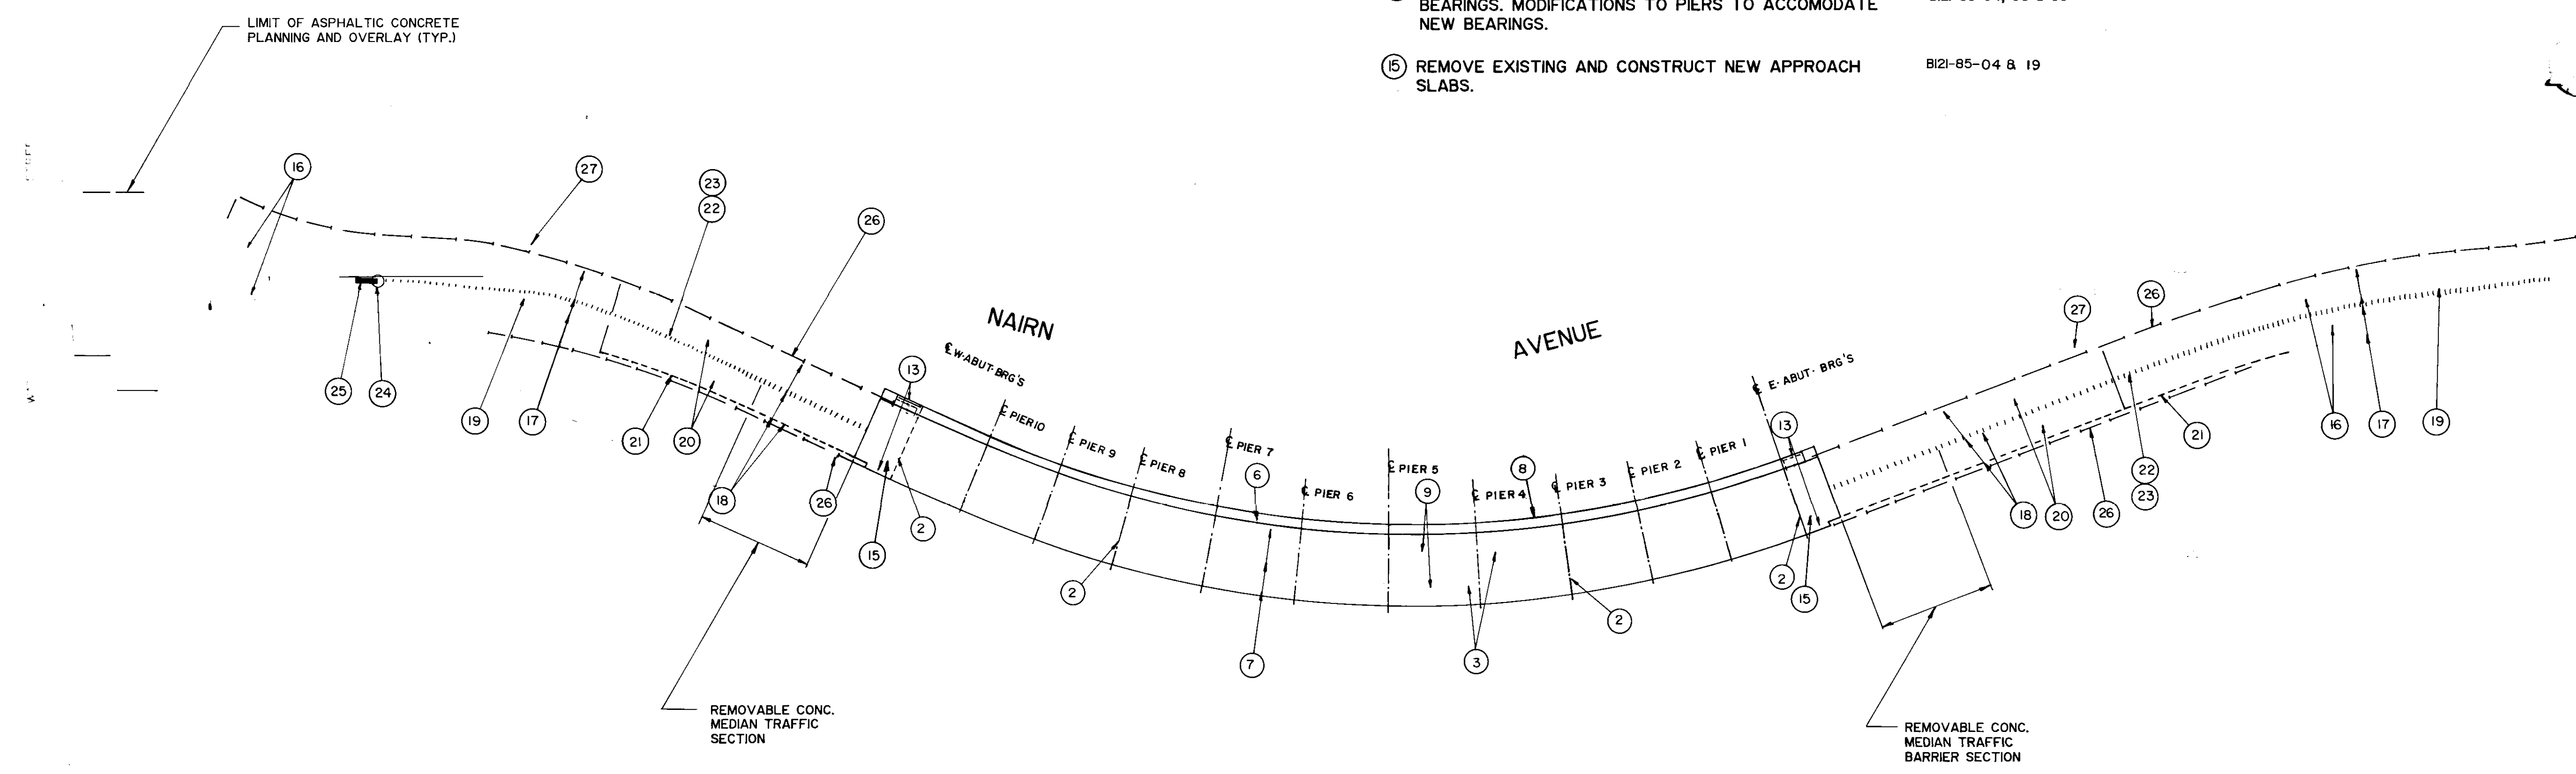 LIMIT OF ASPHALTIC CONCRETE
PLANNING AND OVERLAY (TYP.)
BEARINGS. MODIFICATIONS TO PIERS TO ACCOMODATE
NEW BEARINGS.
15 REMOVE EXISTING AND CONSTRUCT NEW APPROACH
SLABS.
B121-85-04 & 19
16
27
23
22
26
25
24
19
17
21
20
18
26
15
2
13
NAIRN
AVENUE
℄ W·ABUT·BRG'S
℄ PIER 10
℄ PIER 9
℄ PIER 8
℄ PIER 7
℄ PIER 6
℄ PIER 5
℄ PIER 4
℄ PIER 3
℄ PIER 2
℄ PIER 1
℄ E·ABUT·BRG'S
6
9
8
13
2
7
3
2
2
15
27
26
18
20
26
22
23
21
16
17
19
REMOVABLE CONC.
MEDIAN TRAFFIC
SECTION
REMOVABLE CONC.
MEDIAN TRAFFIC
BARRIER SECTION